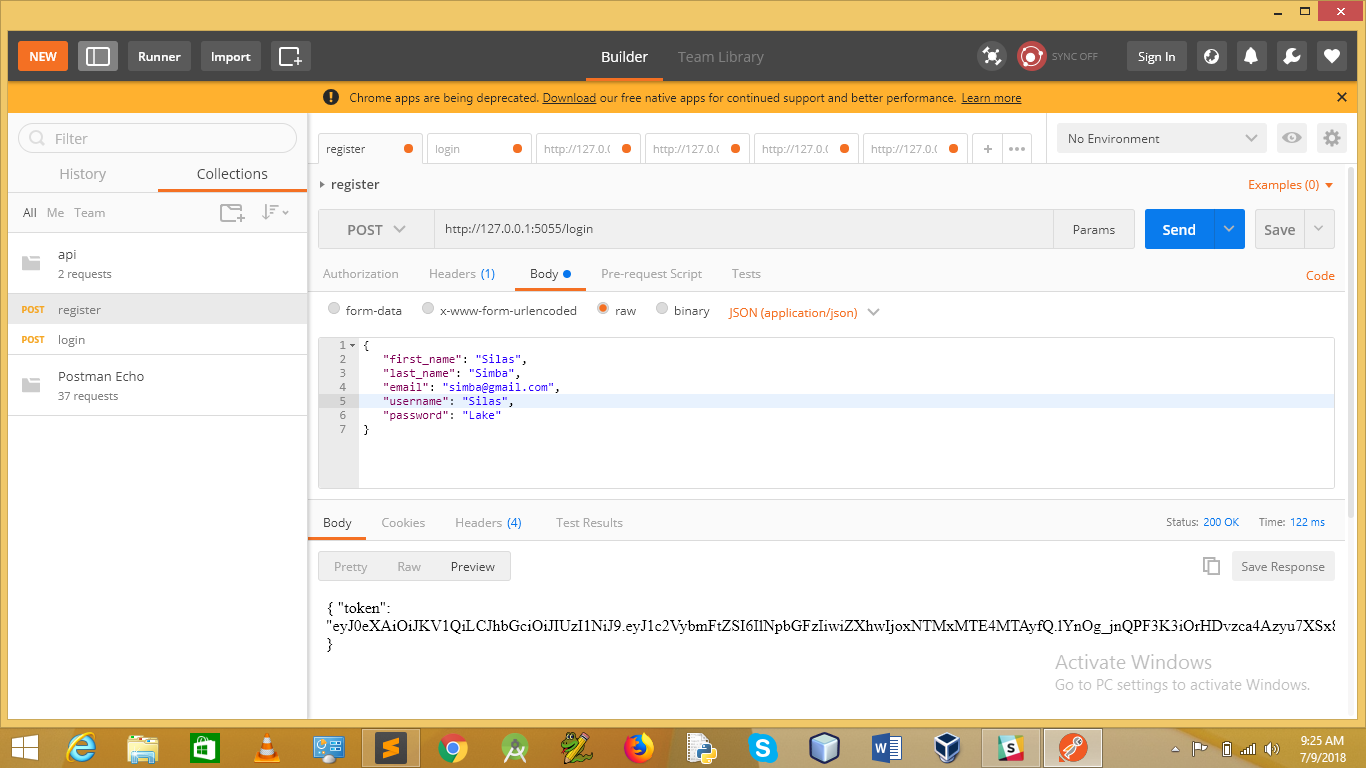 NEW
Runner
Import
Builder
Team Library
SYNC OFF
Sign In
Chrome apps are being deprecated. Download our free native apps for continued support and better performance. Learn more
Filter
History
Collections
All Me Team
api
2 requests
POST register
POST login
Postman Echo
37 requests
register
login
http://127.0.(
http://127.0.(
http://127.0.(
http://127.0.(
No Environment
register
Examples (0)
POST
http://127.0.0.1:5055/login
Params
Send
Save
Authorization
Headers (1)
Body
Pre-request Script
Tests
Code
form-data
x-www-form-urlencoded
raw
binary
JSON (application/json)
1 {
2 "first_name": "Silas",
3 "last_name": "Simba",
4 "email": "simba@gmail.com",
5 "username": "Silas",
6 "password": "Lake"
7 }
Body
Cookies
Headers (4)
Test Results
Status: 200 OK
Time: 122 ms
Pretty
Raw
Preview
Save Response
{ "token":
"eyJ0eXAiOiJKV1QiLCJhbGciOiJIUzI1NiJ9.eyJ1c2VybmFtZSI6IlNpbGFzIiwiZXhwIjoxNTMxMTE4MTAyfQ.lYnOg_jnQPF3K3iOrHDvzca4Azyu7XSx8
}
Activate Windows
Go to PC settings to activate Windows.
9:25 AM
7/9/2018